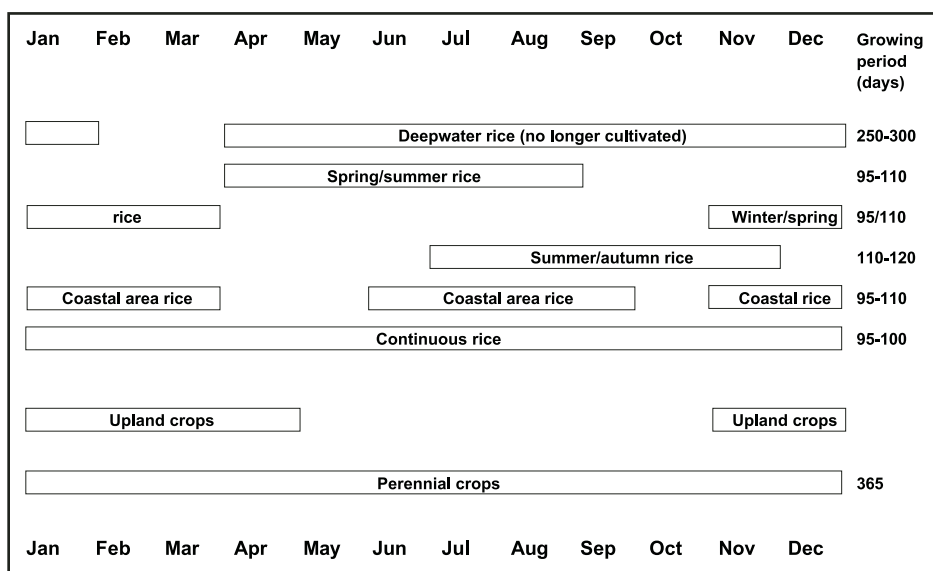 Jan Feb Mar Apr May Jun Jul Aug Sep Oct Nov Dec Growing
period
(days)
Deepwater rice (no longer cultivated) 250-300
Spring/summer rice 95-110
rice Winter/spring 95/110
Summer/autumn rice 110-120
Coastal area rice Coastal area rice Coastal rice 95-110
Continuous rice 95-100
Upland crops Upland crops
Perennial crops 365
Jan Feb Mar Apr May Jun Jul Aug Sep Oct Nov Dec